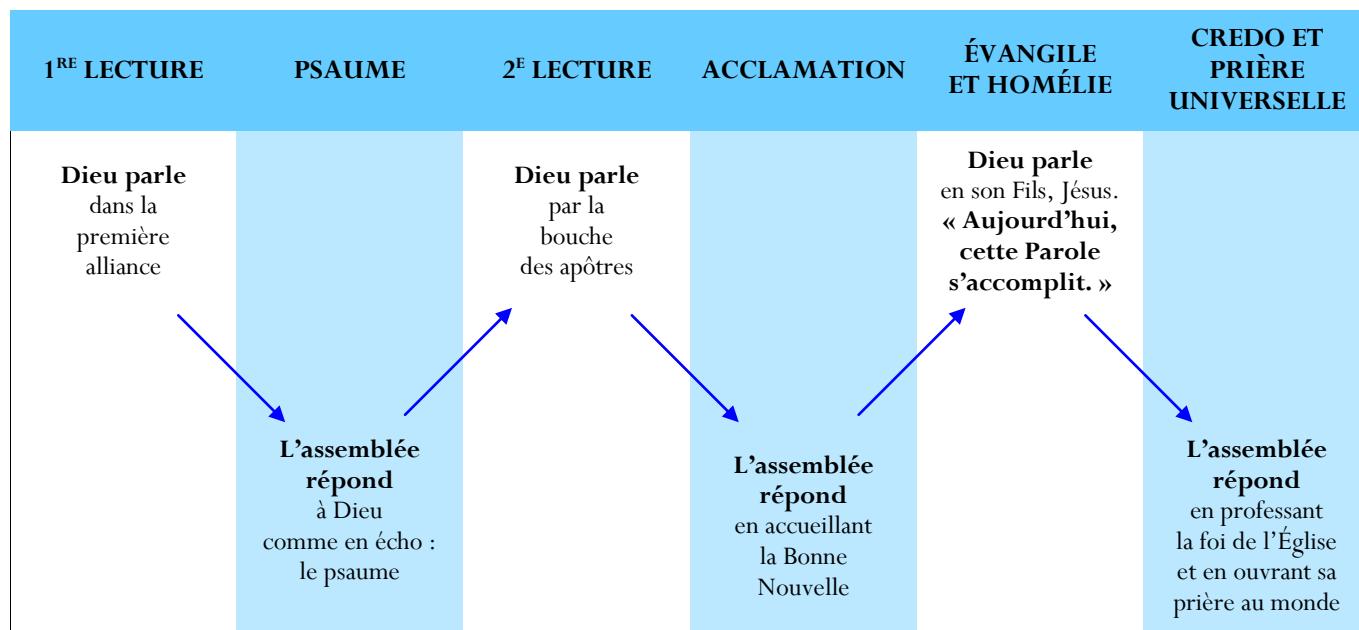 1RE LECTURE
PSAUME
2E LECTURE
ACCLAMATION
ÉVANGILE
ET HOMÉLIE
CREDO ET
PRIÈRE
UNIVERSELLE
Dieu parle
dans la
première
alliance
L’assemblée
répond
à Dieu
comme en écho :
le psaume
Dieu parle
par la
bouche
des apôtres
L’assemblée
répond
en accueillant
la Bonne
Nouvelle
Dieu parle
en son Fils, Jésus.
« Aujourd’hui,
cette Parole
s’accomplit. »
L’assemblée
répond
en professant
la foi de l’Église
et en ouvrant sa
prière au monde